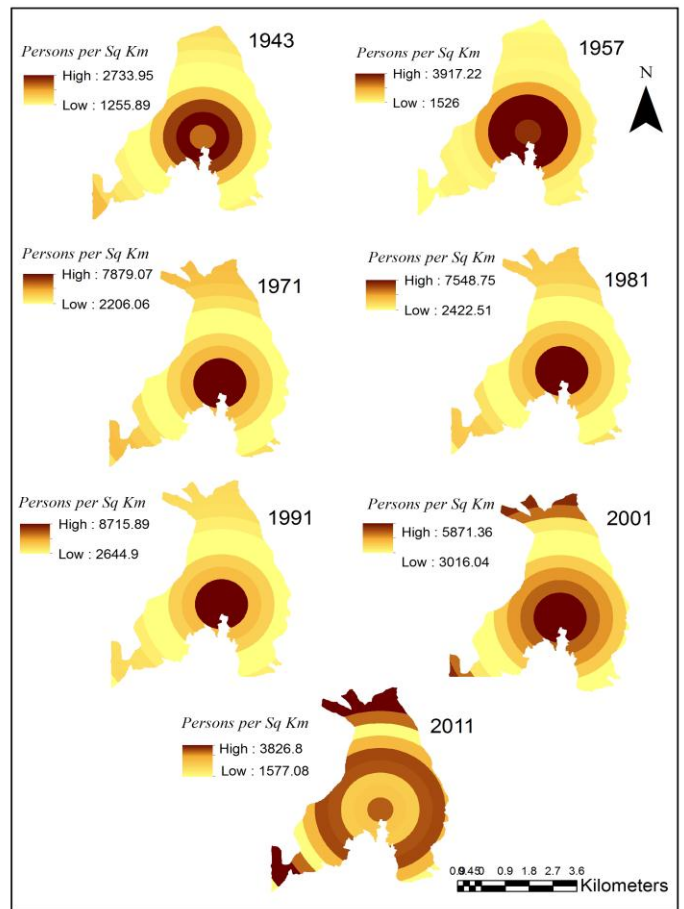 Persons per Sq Km
1943
High : 2733.95
Low : 1255.89
Persons per Sq Km
1957
High : 3917.22
Low : 1526
N
Persons per Sq Km
1971
High : 7879.07
Low : 2206.06
Persons per Sq Km
1981
High : 7548.75
Low : 2422.51
Persons per Sq Km
1991
High : 8715.89
Low : 2644.9
Persons per Sq Km
2001
High : 5871.36
Low : 3016.04
Persons per Sq Km
2011
High : 3826.8
Low : 1577.08
0.9 1.8 2.7 3.6
Kilometers